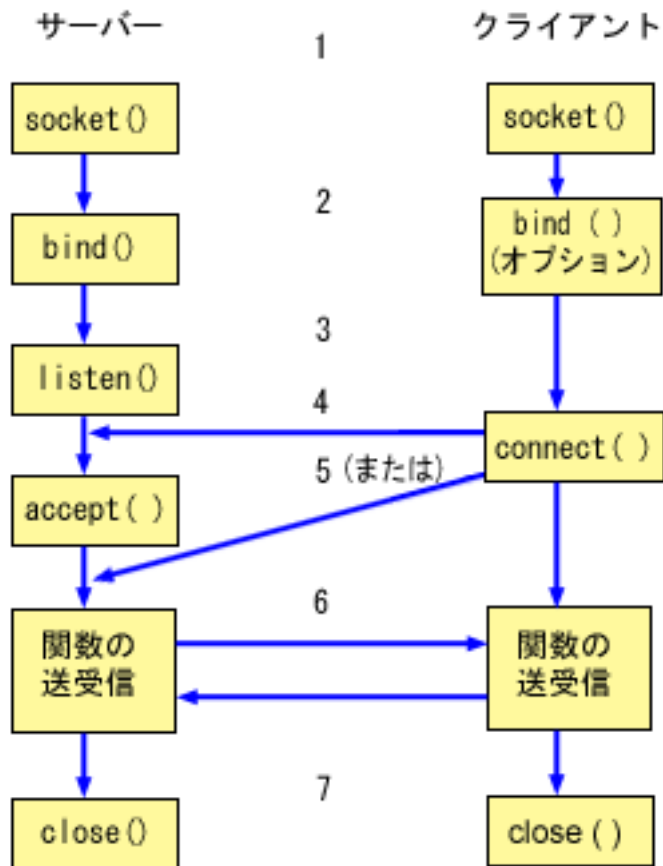 サーバー
クライアント
1
socket()
socket()
2
bind()
bind ( )
(オプション)
3
listen()
4
connect( )
5 (または)
accept( )
6
関数の
送受信
関数の
送受信
7
close()
close ( )